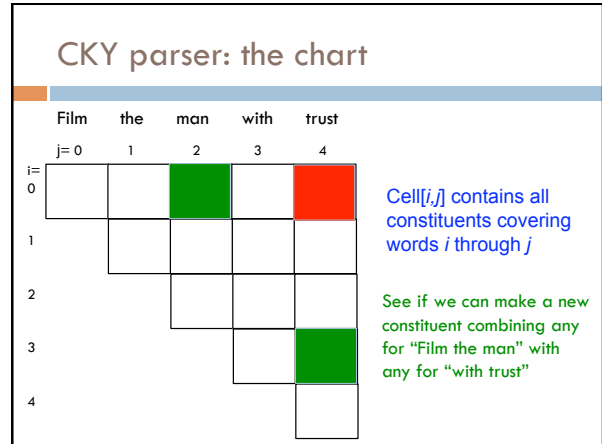 CKY parser: the chart
Film the man with trust
j= 0 1 2 3 4
i=
0
1
2
3
4
Cell[i,j] contains all
constituents covering
words i through j
See if we can make a new
constituent combining any
for “Film the man” with
any for “with trust”